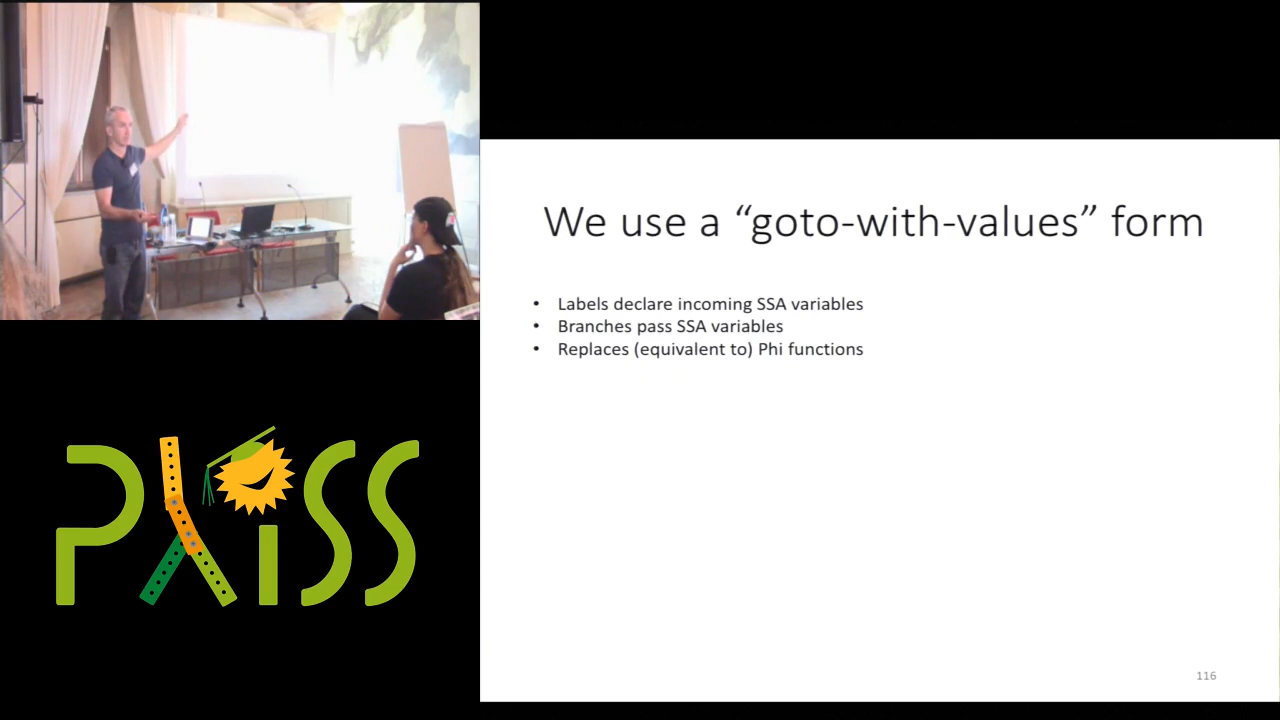 We use a “goto-with-values” form
• Labels declare incoming SSA variables
• Branches pass SSA variables
• Replaces (equivalent to) Phi functions
116
PLISS